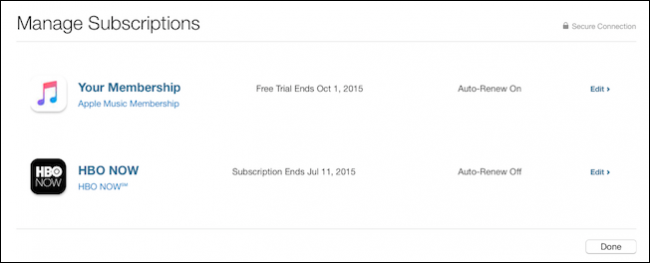 Manage Subscriptions
Secure Connection
Your Membership
Apple Music Membership
Free Trial Ends Oct 1, 2015
Auto-Renew On
Edit ›
HBO NOW
HBO NOW
HBO NOW℠
Subscription Ends Jul 11, 2015
Auto-Renew Off
Edit ›
Done